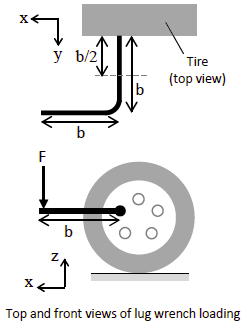 x
y
b/2
b
Tire
(top view)
b
F
b
z
x
Top and front views of lug wrench loading